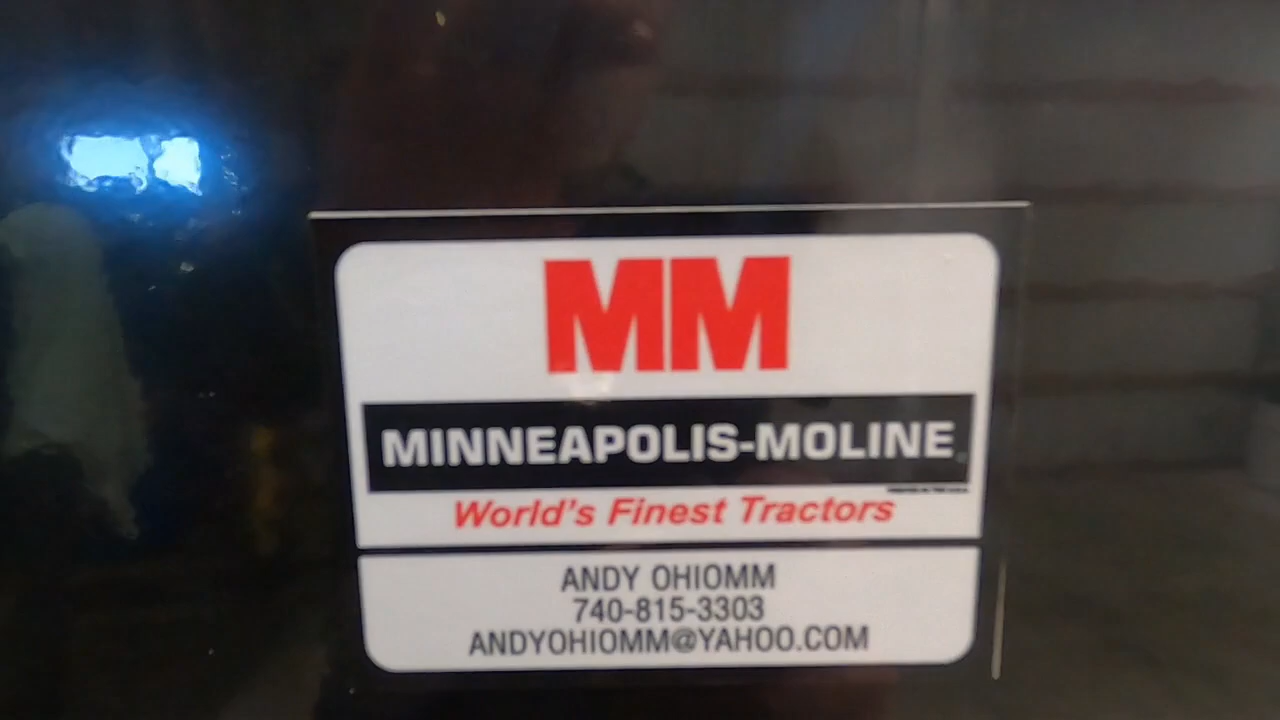 MM
MINNEAPOLIS-MOLINE
World's Finest Tractors
ANDY OHIOMM
740-815-3303
ANDYOHIOMM@YAHOO.COM